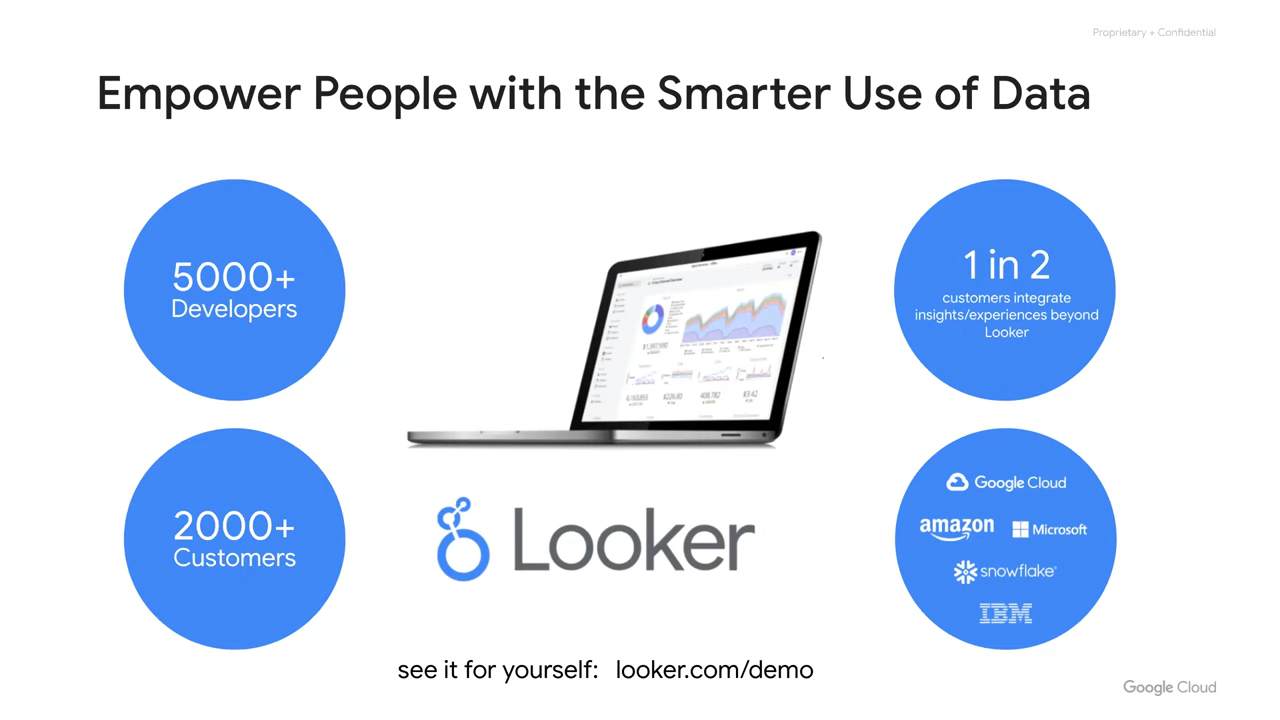 Proprietary + Confidential
Empower People with the Smarter Use of Data
5000+
Developers
1 in 2
customers integrate
insights/experiences beyond
Looker
2000+
Customers
Looker
Google Cloud
amazon
Microsoft
snowflake
IBM
see it for yourself: looker.com/demo
Google Cloud